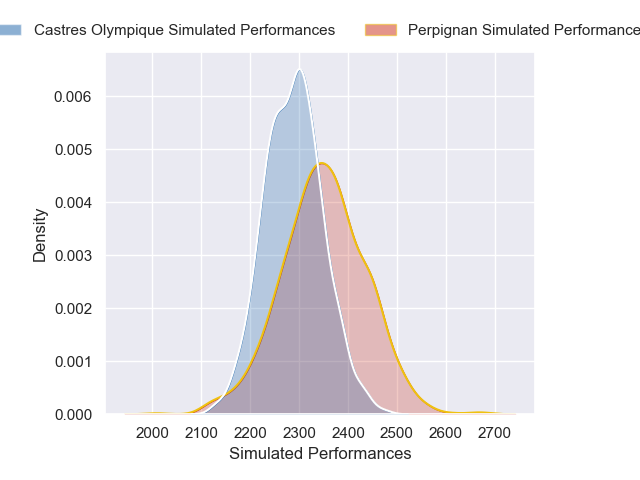 Castres Olympique Simulated Performances
Perpignan Simulated Performance
0.006
0.005
0.004
0.003
0.002
0.001
0.000
Density
2000 2100 2200 2300 2400 2500 2600 2700
Simulated Performances